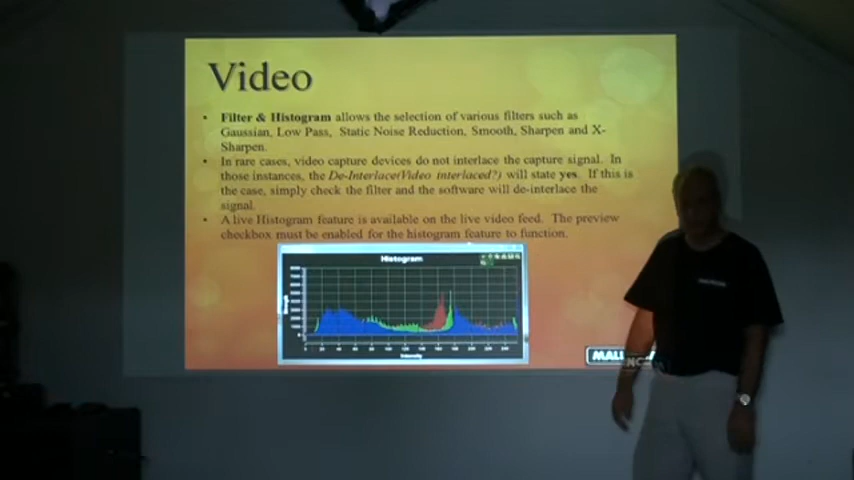 Video
• Filter & Histogram allows the selection of various filters such as
Gaussian, Low Pass, Static Noise Reduction, Smooth, Sharpen and X-
Sharpen.
• In rare cases, video capture devices do not interlace the capture signal. In
those instances, the De-Interlace(Video interlaced?) will state yes. If this is
the case, simply check the filter and the software will de-interlace the
signal.
• A live Histogram feature is available on the live video feed. The preview
checkbox must be enabled for the histogram feature to function.
Histogram
Intensity